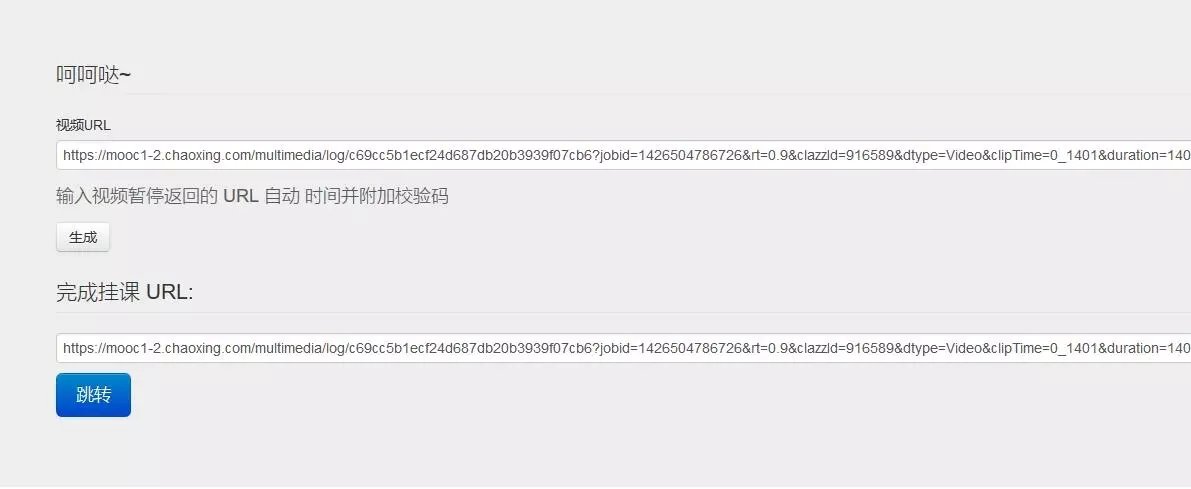 呵呵哒~
视频URL
https://mooc1-2.chaoxing.com/multimedia/log/c69cc5b1ecf24d687db20b3939f07cb6?jobid=1426504786726&rt=0.9&clazzId=916589&dtype=Video&clipTime=0_1401&duration=140
输入视频暂停返回的 URL 自动 时间并附加校验码
生成
完成挂课 URL:
https://mooc1-2.chaoxing.com/multimedia/log/c69cc5b1ecf24d687db20b3939f07cb6?jobid=1426504786726&rt=0.9&clazzId=916589&dtype=Video&clipTime=0_1401&duration=140
跳转